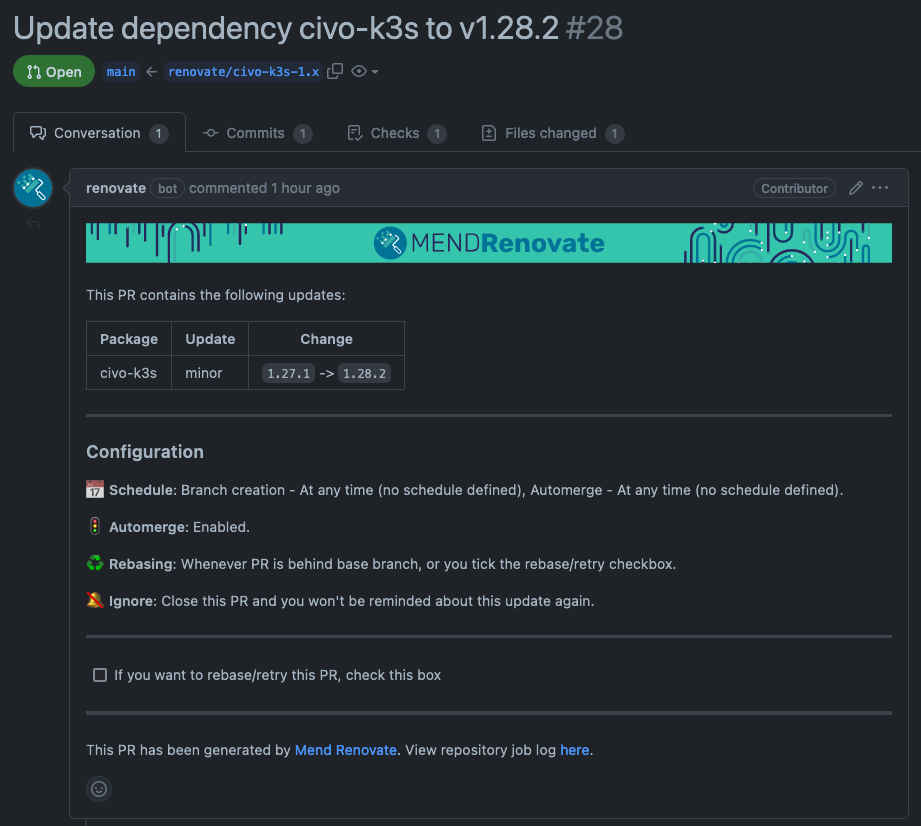 Update dependency civo-k3s to v1.28.2 #28
Open main ← renovate/civo-k3s-1.x
Conversation 1 Commits 1 Checks 1 Files changed 1
renovate bot commented 1 hour ago Contributor
MENDRenovate
This PR contains the following updates:
Package Update Change
civo-k3s minor 1.27.1 -> 1.28.2
Configuration
17 Schedule: Branch creation - At any time (no schedule defined), Automerge - At any time (no schedule defined).
Automerge: Enabled.
Rebasing: Whenever PR is behind base branch, or you tick the rebase/retry checkbox.
Ignore: Close this PR and you won't be reminded about this update again.
If you want to rebase/retry this PR, check this box
This PR has been generated by Mend Renovate. View repository job log here.